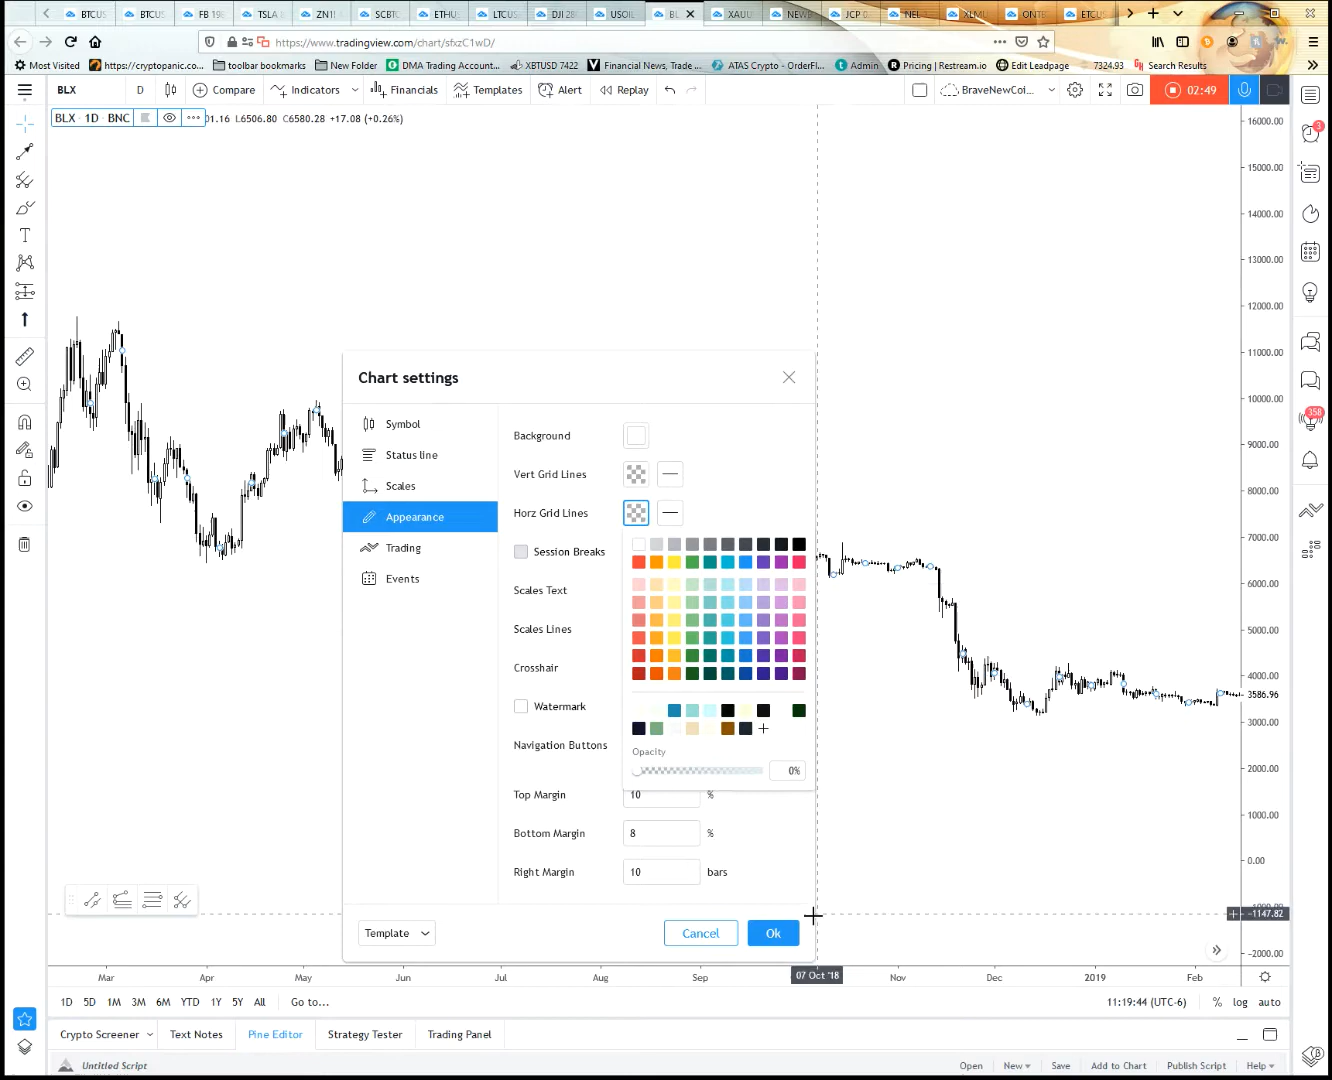 BTCUS BTCUS FB 198 TSLA ZN1! SCBTC ETHU LTCUS DJI 28 USOIL BL XAUU NEWB JCP 0. NEL XLM ONT ETCUS
https://www.tradingview.com/chart/sfxzC1wD/
Most Visited https://cryptopanic.co... toolbar bookmarks New Folder DMA Trading Account... XBTUSD 7422 Financial News, Trade ... ATAS Crypto - OrderFl... Admin Pricing | Restream.io Edit Leadpage 7324.93 Search Results
BLX D Compare Indicators Financials Templates Alert Replay BraveNewCoi... 02:49
BLX 1D BNC 01.16 L6506.80 C6580.28 +17.08 (+0.26%)
16000.00
15000.00
14000.00
13000.00
12000.00
11000.00
10000.00
9000.00
8000.00
7000.00
6000.00
5000.00
4000.00
3586.96
3000.00
2000.00
1000.00
0.00
-1147.82
-2000.00
3
358
Chart settings
Symbol
Status line
Scales
Appearance
Trading
Events
Background
Vert Grid Lines
Horz Grid Lines
Session Breaks
Scales Text
Scales Lines
Crosshair
Watermark
Navigation Buttons
Opacity
0%
Top Margin 10 %
Bottom Margin 8 %
Right Margin 10 bars
Template Cancel Ok
Mar Apr May Jun Jul Aug Sep 07 Oct '18 Nov Dec 2019 Feb
1D 5D 1M 3M 6M YTD 1Y 5Y All Go to... 11:19:44 (UTC-6) % log auto
Crypto Screener Text Notes Pine Editor Strategy Tester Trading Panel
Untitled Script Open New Save Add to Chart Publish Script Help